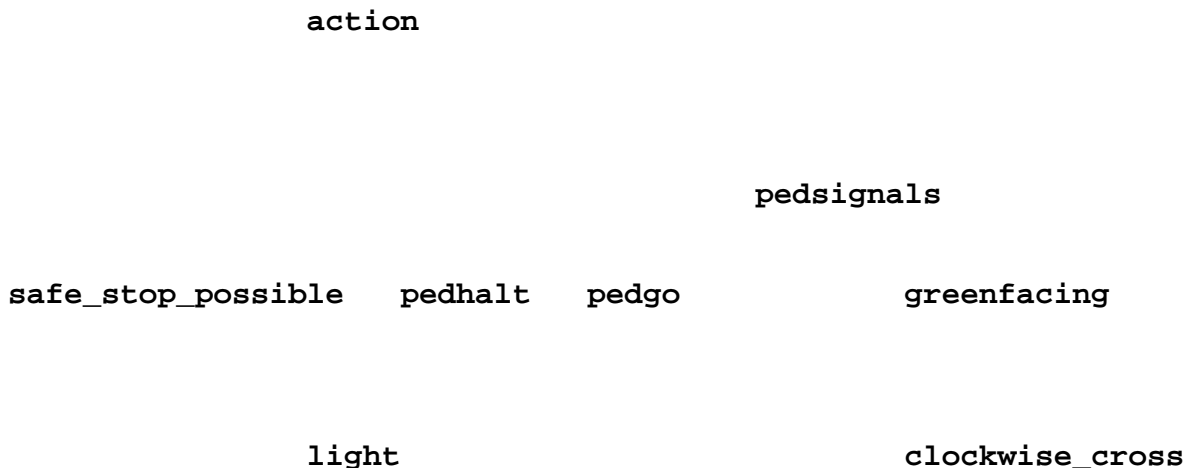 action
pedsignals
safe_stop_possible pedhalt pedgo greenfacing
light clockwise_cross